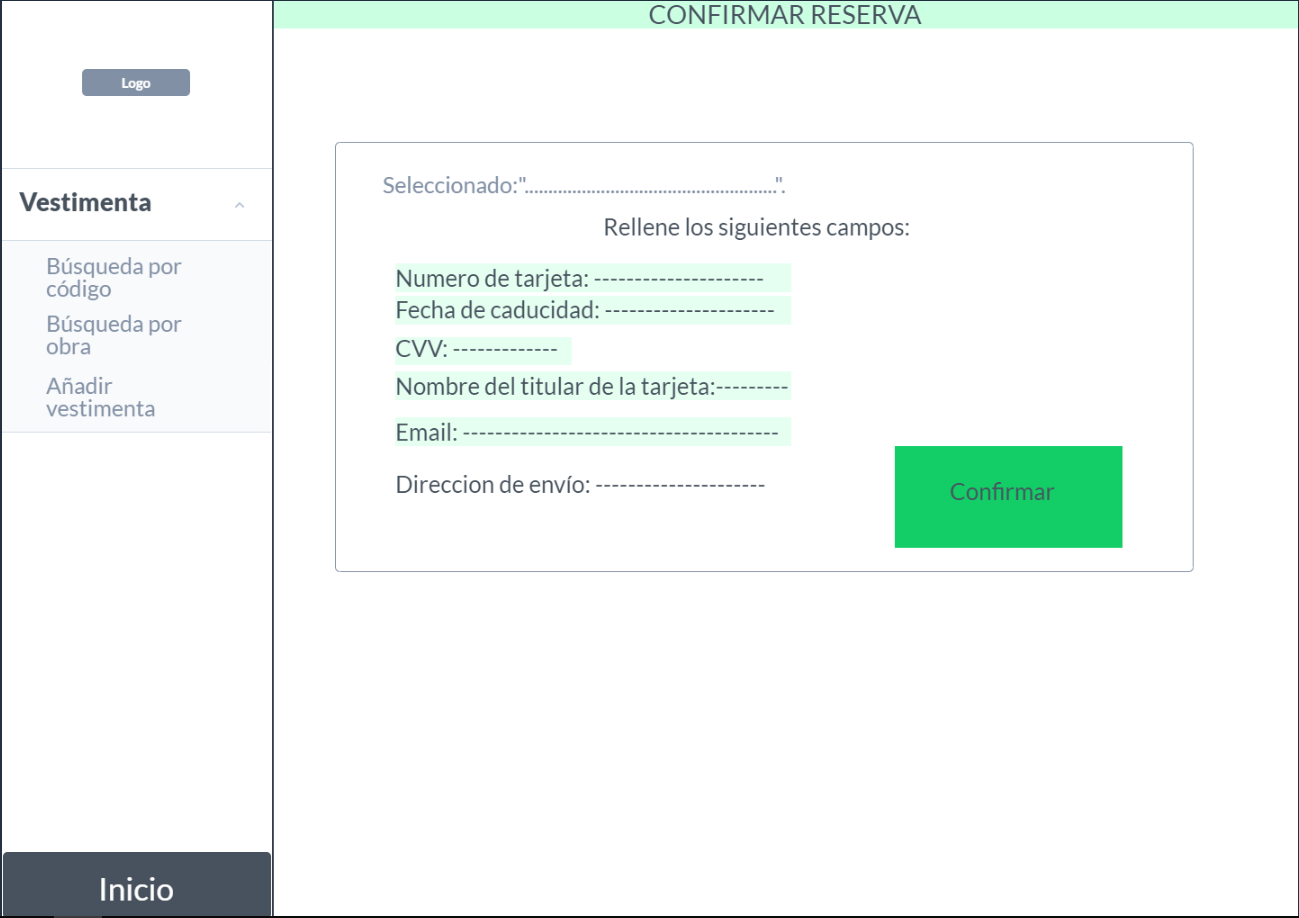 CONFIRMAR RESERVA
Logo
Vestimenta
Búsqueda por
código
Búsqueda por
obra
Añadir
vestimenta
Inicio
Seleccionado:".....................................................".
Rellene los siguientes campos:
Numero de tarjeta: ---------------------
Fecha de caducidad: ---------------------
CVV: -------------
Nombre del titular de la tarjeta:---------
Email: ---------------------------------------
Direccion de envío: ---------------------
Confirmar